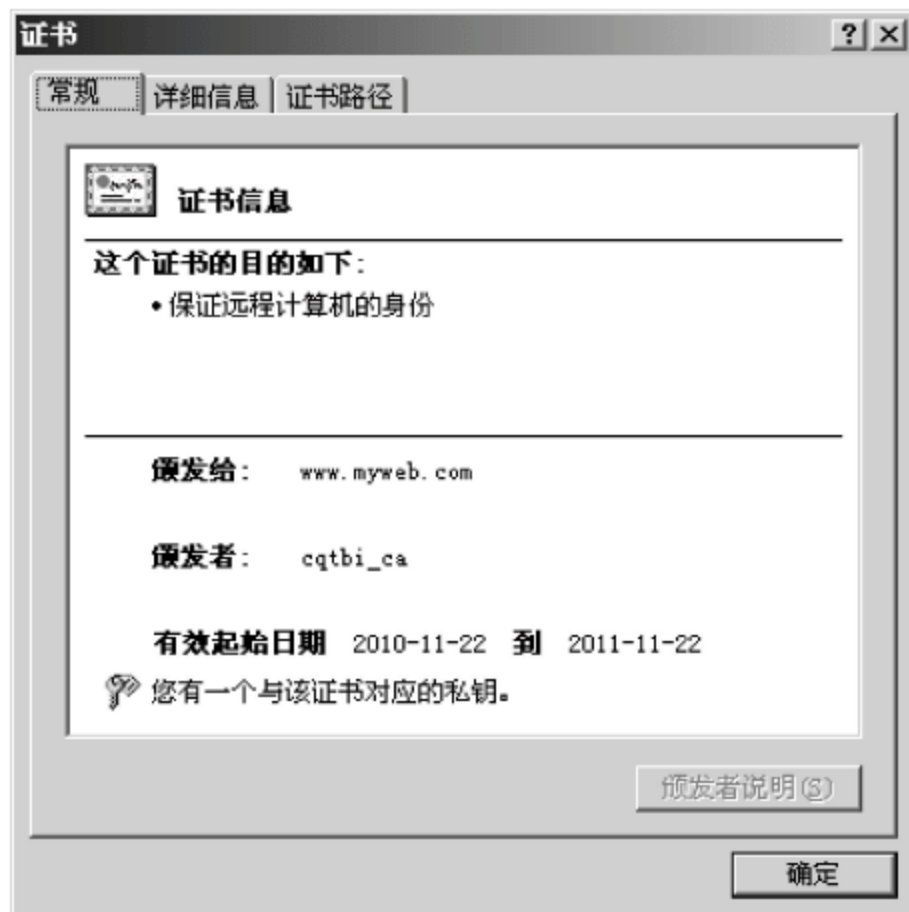 证书
常规 详细信息 证书路径
证书信息
这个证书的目的如下:
•保证远程计算机的身份
颁发给: www.myweb.com
颁发者: cqtbi_ca
有效起始日期 2010-11-22 到 2011-11-22
您有一个与该证书对应的私钥。
颁发者说明(S)
确定